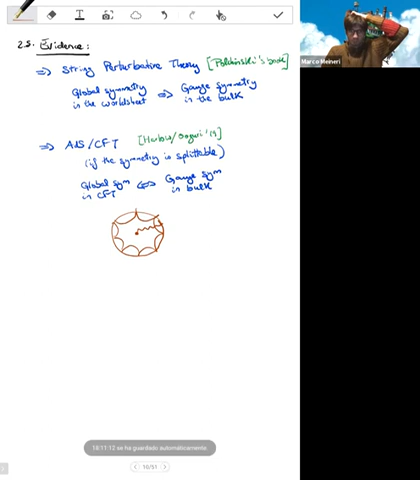 2.5. Evidence:
Marco Meineri
⇒ String Perturbative Theory [Polchinski's book]
Global symmetry in the worldsheet ⇒ Gauge symmetry in the bulk
⇒ AdS/CFT [Harlow/Ooguri '19]
(if the symmetry is splittable)
Global sym in CFT ⇔ Gauge sym in bulk
18:11:12 se ha guardado automáticamente.
10/51